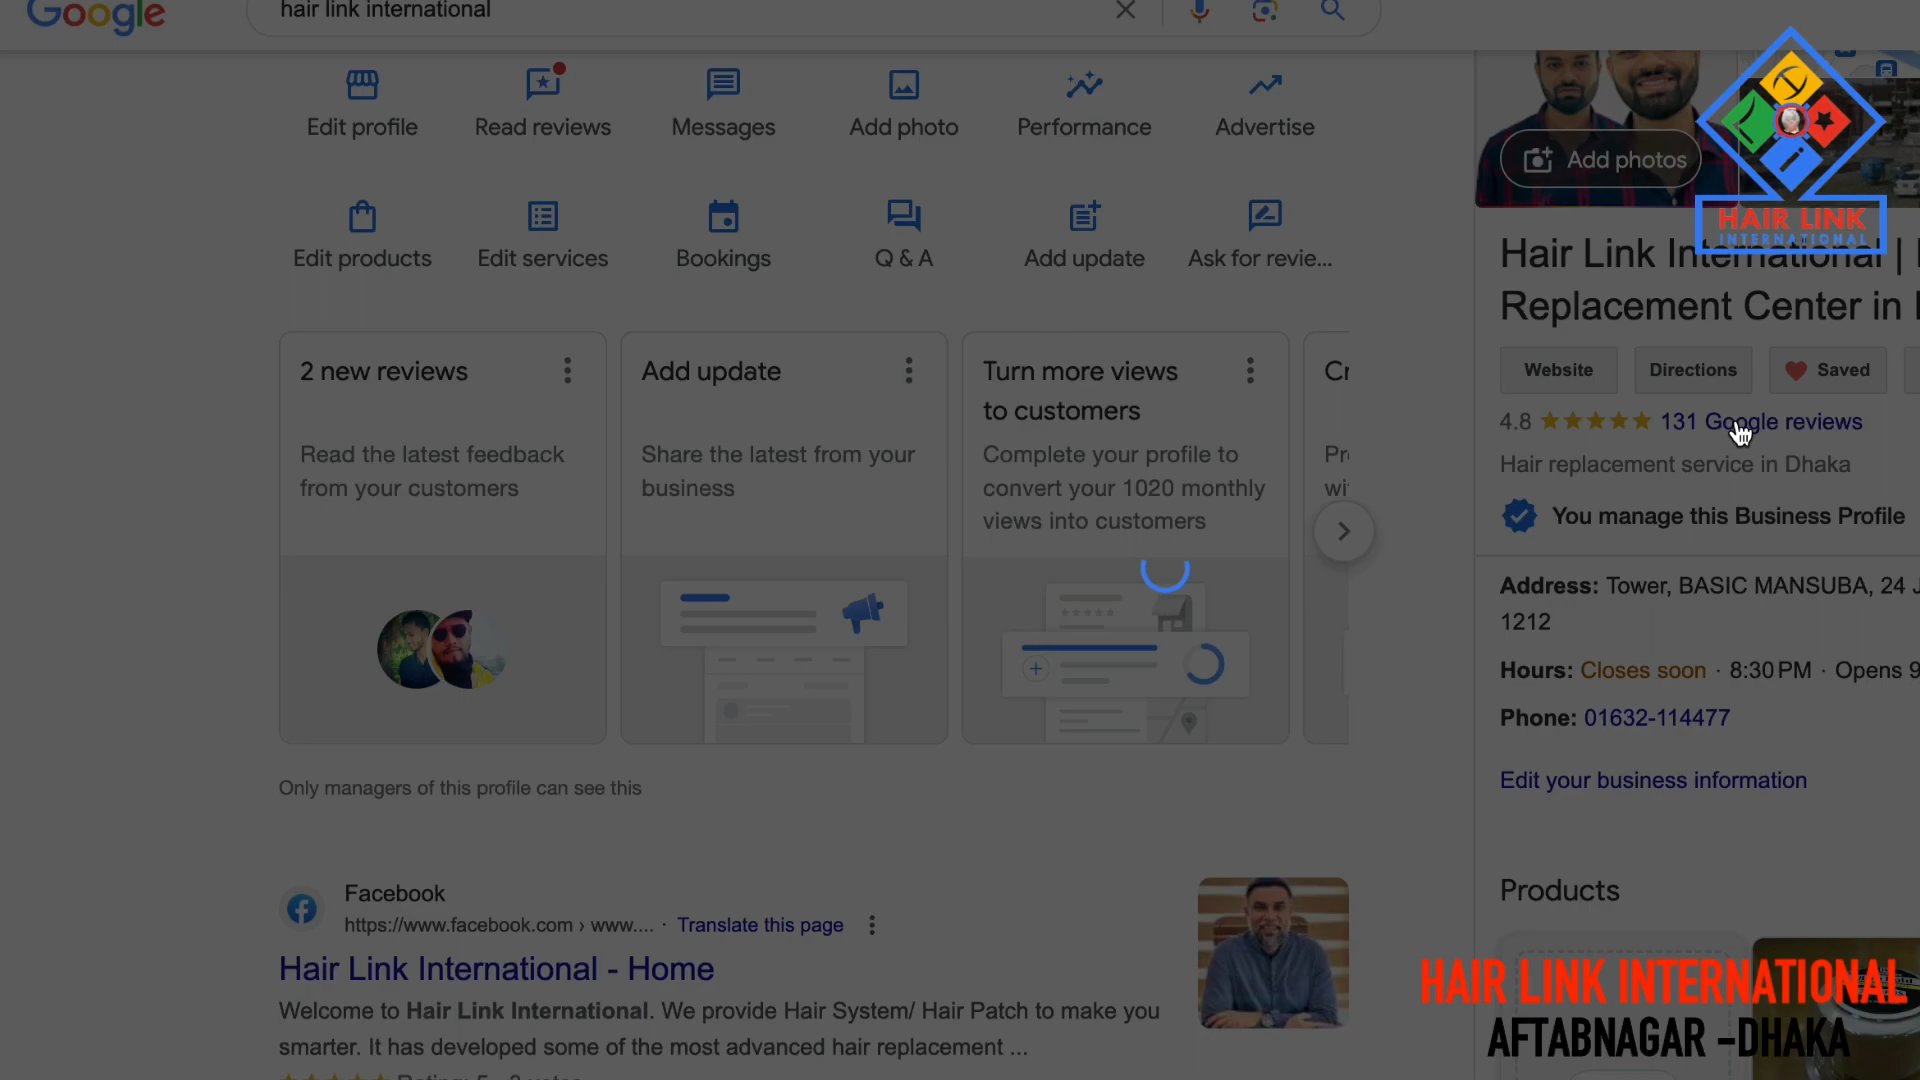 Google
hair link international
Edit profile
Read reviews
Messages
Add photo
Performance
Advertise
Edit products
Edit services
Bookings
Q & A
Add update
Ask for revie...
2 new reviews
Read the latest feedback
from your customers
Add update
Share the latest from your
business
Turn more views
to customers
Complete your profile to
convert your 1020 monthly
views into customers
Only managers of this profile can see this
Facebook
https://www.facebook.com › www.... · Translate this page
Hair Link International - Home
Welcome to Hair Link International. We provide Hair System/ Hair Patch to make you
smarter. It has developed some of the most advanced hair replacement ...
Add photos
HAIR LINK
INTERNATIONAL
Hair Link International |
Replacement Center in
Website
Directions
Saved
4.8 131 Google reviews
Hair replacement service in Dhaka
You manage this Business Profile
Address: Tower, BASIC MANSUBA, 24
1212
Hours: Closes soon · 8:30 PM · Opens 9
Phone: 01632-114477
Edit your business information
Products
HAIR LINK INTERNATIONAL
AFTABNAGAR -DHAKA